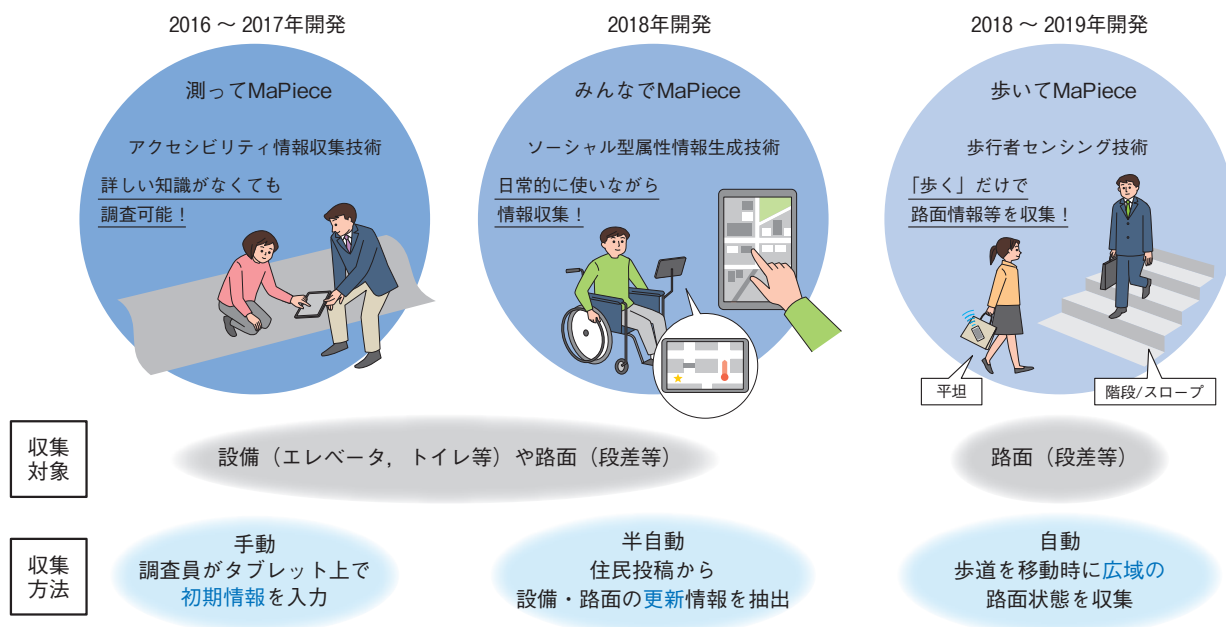 2016 ～ 2017年開発
測ってMaPiece
アクセシビリティ情報収集技術
詳しい知識がなくても
調査可能！
2018年開発
みんなでMaPiece
ソーシャル型属性情報生成技術
日常的に使いながら
情報収集！
2018 ～ 2019年開発
歩いてMaPiece
歩行者センシング技術
「歩く」だけで
路面情報等を収集！
平坦
階段/スロープ
収集
対象
設備（エレベータ，トイレ等）や路面（段差等）
路面（段差等）
収集
方法
手動
調査員がタブレット上で
初期情報を入力
半自動
住民投稿から
設備・路面の更新情報を抽出
自動
歩道を移動時に広域の
路面状態を収集